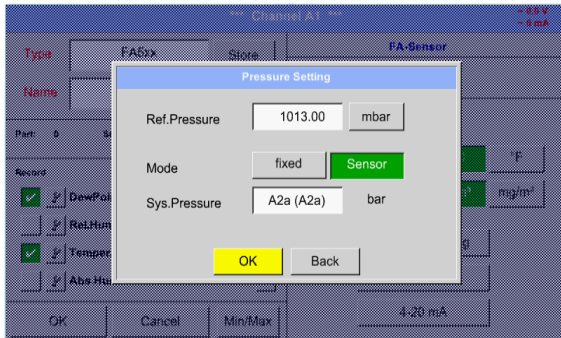 *** Channel A1 ***
~ 0.0 V
~ 0 mA
Type
FA5xx
Store
FA-Sensor
Name
Pressure Setting
Ref.Pressure
1013.00
mbar
Mode
fixed
Sensor
Sys.Pressure
A2a (A2a)
bar
OK
Back
Part:
Record
DewPoi
Rel.Hum
Temper
Abs.Hu
°F
mg/m³
4-20 mA
OK
Cancel
Min/Max